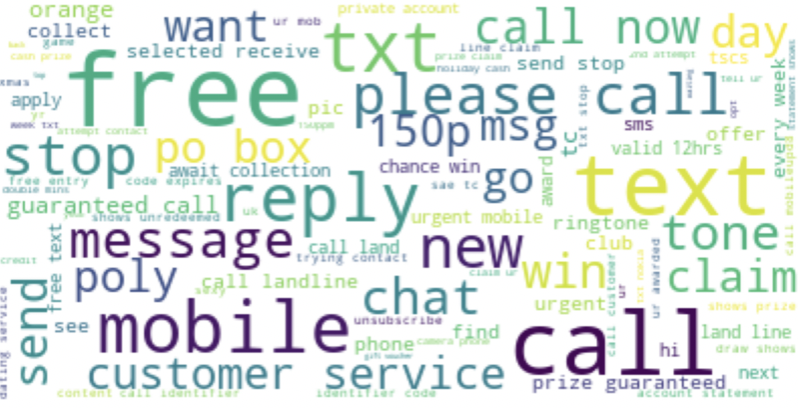 orange
private account
want
ur mob
call now
day
collect
txt
line claim
game
selected receive
2nd attempt
tscs
cash prize
prize claim
send stop
free
holiday cash
tell ur
xmas
please
call
apply
pic
every week
statement shows
yr
150p
msg
sms
opt
week txt
attempt contact
txt stop
tc
offer
stop
po box
valid 12hrs
await collection
chance win
go
award
text
free entry
code expires
sae tc
double mins
reply
guaranteed call
shows unredeemed
uk
urgent mobile
ringtone
tone
message
call land
new
club
free text
trying contact
win
claim
poly
call landline
claim ur
txt nokia
ur awarded
call mobileupd8
credit
sexy
chat
call customer
ur
send
urgent
shows prize
dating service
see
mobile
unsubscribe
find
call
land line
phone
camera phone
hi
draw shows
gift voucher
customer service
prize guaranteed
next
content call identifier
identifier code
account statement